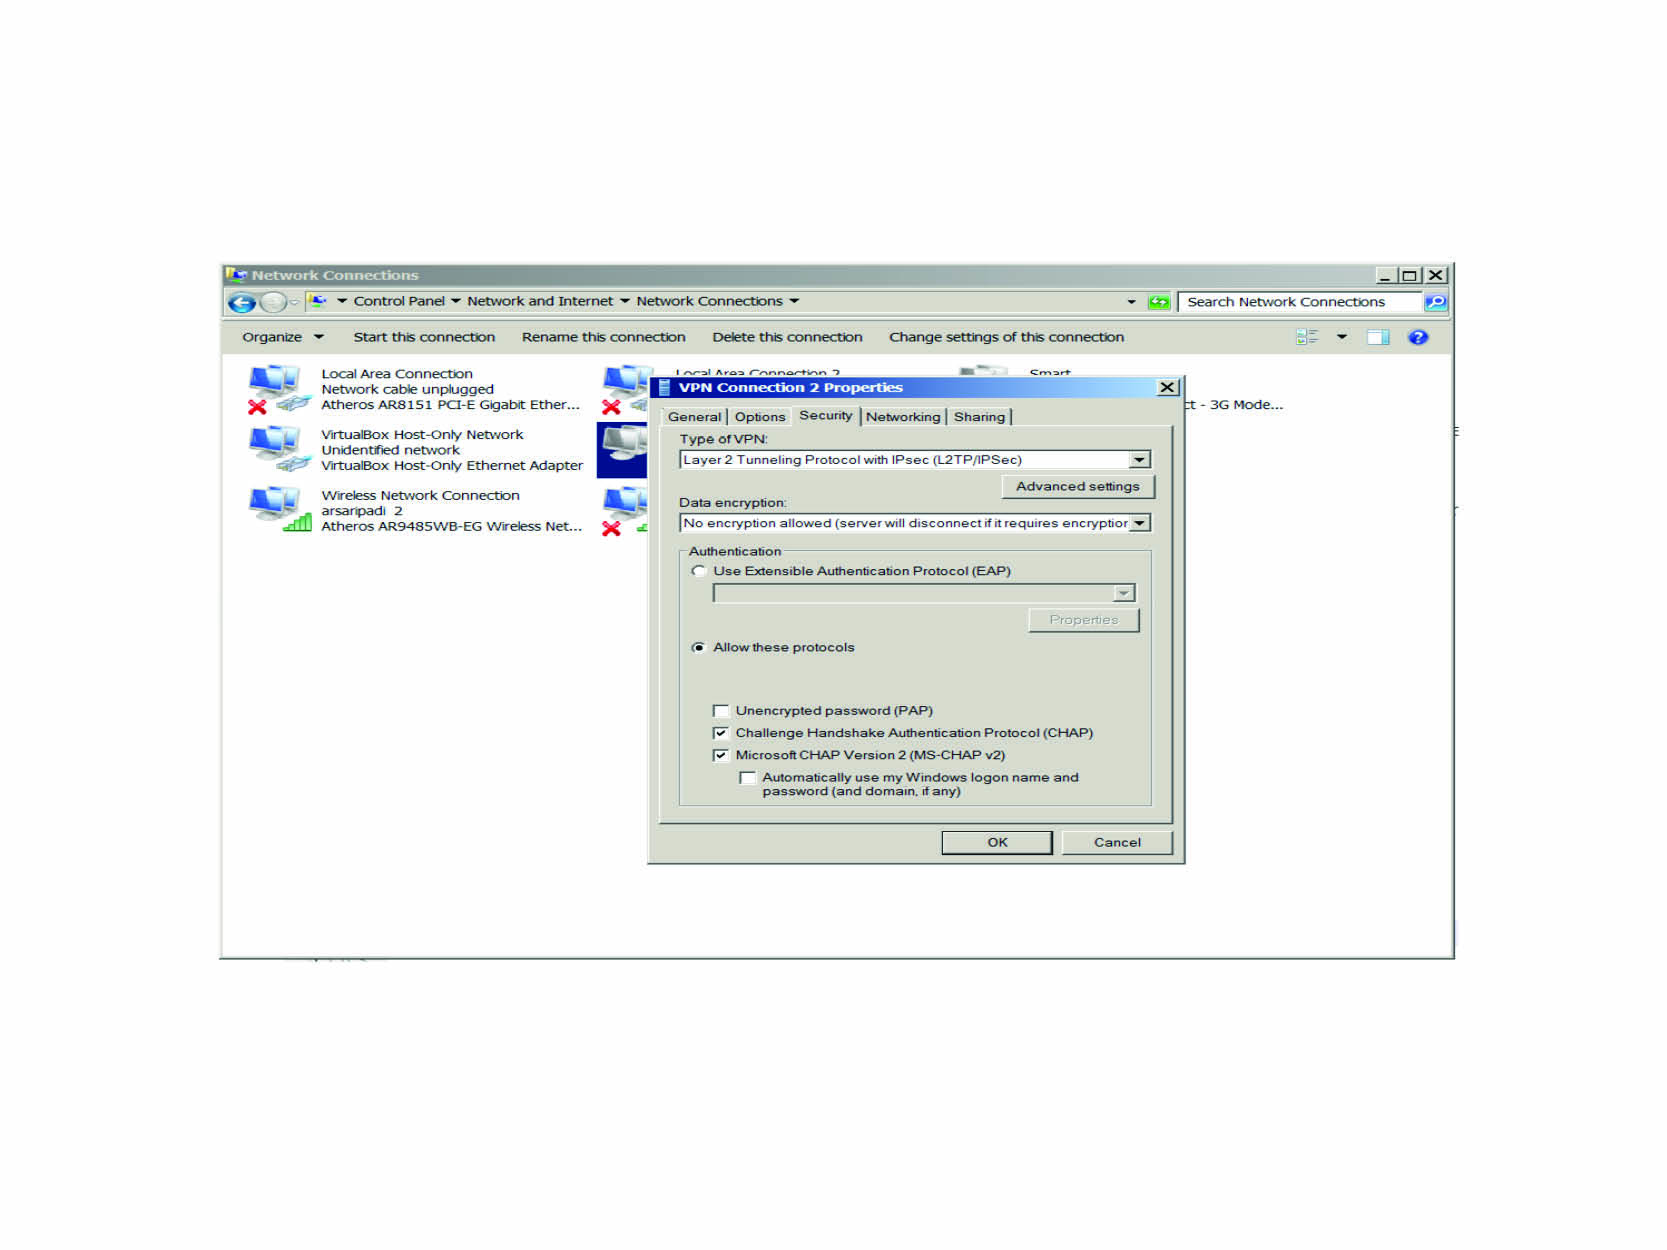 Network Connections
Control Panel Network and Internet Network Connections
Search Network Connections
Organize Start this connection Rename this connection Delete this connection Change settings of this connection
Local Area Connection
Network cable unplugged
Atheros AR8151 PCI-E Gigabit Ether...
VirtualBox Host-Only Network
Unidentified network
VirtualBox Host-Only Ethernet Adapter
Wireless Network Connection
arsaripadi 2
Atheros AR9485WB-EG Wireless Net...
Local Area Connection 2
Smart
ct - 3G Mode...
VPN Connection 2 Properties
General Options Security Networking Sharing
Type of VPN:
Layer 2 Tunneling Protocol with IPsec (L2TP/IPSec)
Advanced settings
Data encryption:
No encryption allowed (server will disconnect if it requires encryption
Authentication
Use Extensible Authentication Protocol (EAP)
Properties
Allow these protocols
Unencrypted password (PAP)
Challenge Handshake Authentication Protocol (CHAP)
Microsoft CHAP Version 2 (MS-CHAP v2)
Automatically use my Windows logon name and
password (and domain, if any)
OK Cancel